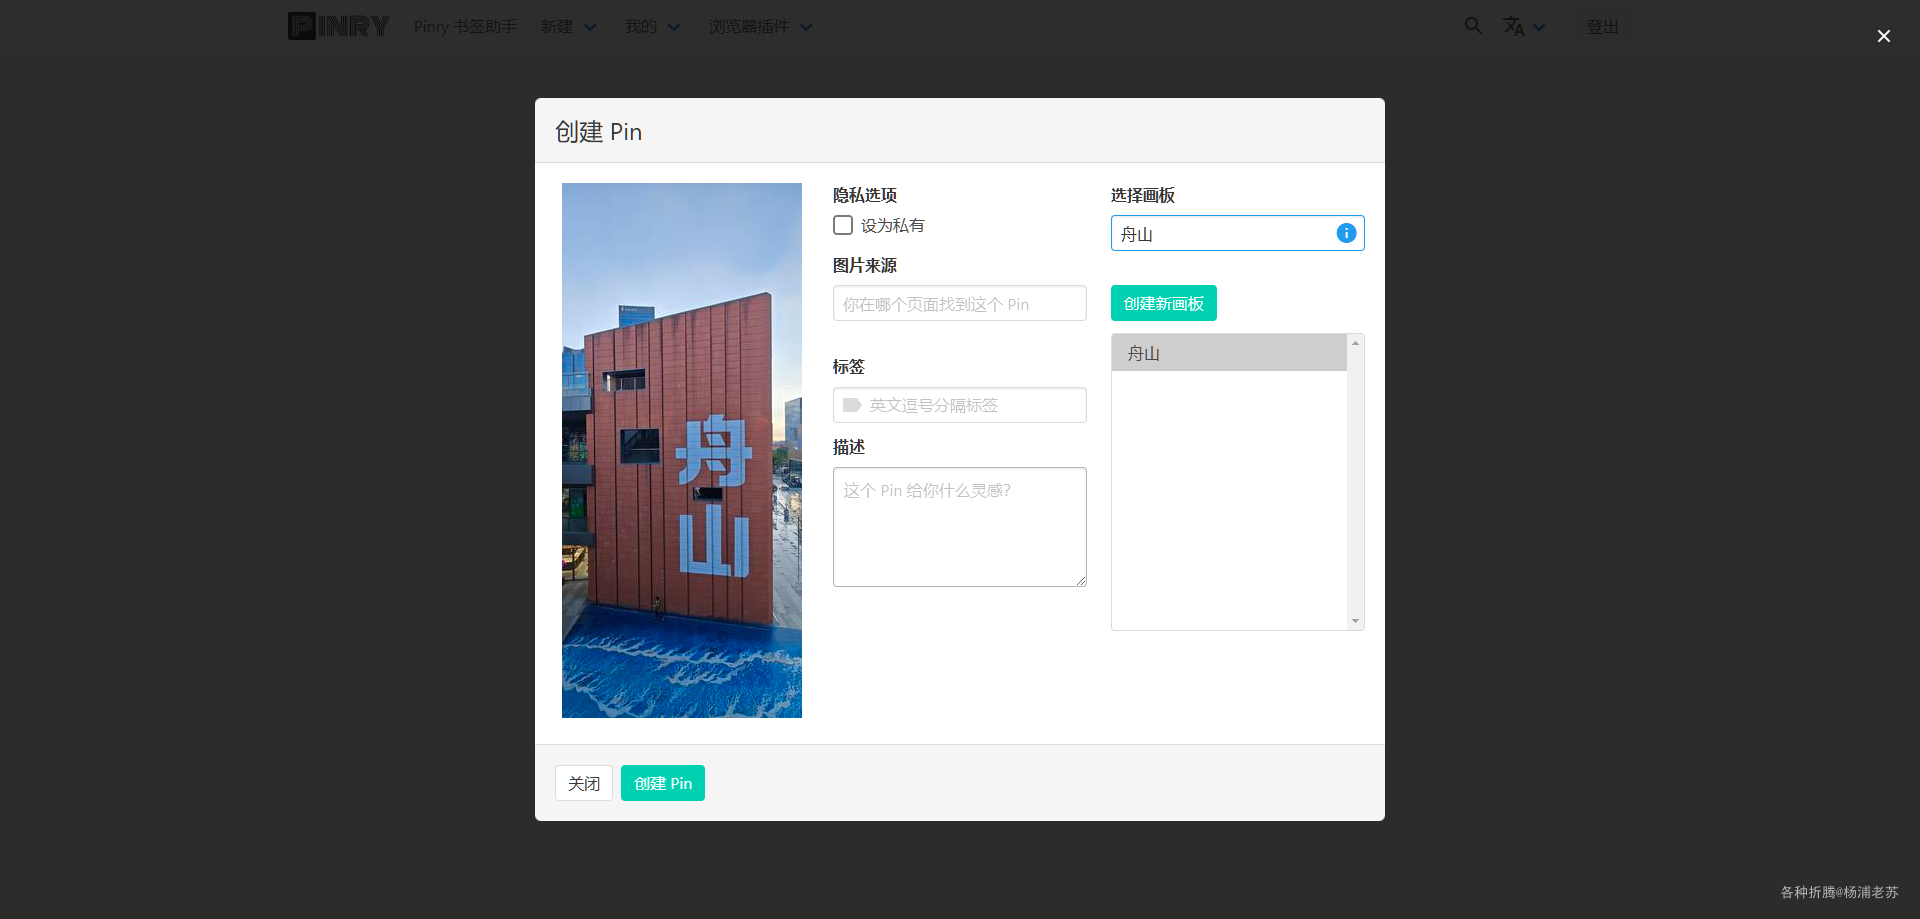 PINRY
Pinry 书签助手
新建
我的
浏览器插件
登出
创建 Pin
舟山
隐私选项
设为私有
图片来源
你在哪个页面找到这个 Pin
标签
英文逗号分隔标签
描述
这个 Pin 给你什么灵感?
选择画板
舟山
创建新画板
舟山
关闭
创建 Pin
各种折腾@杨浦老苏